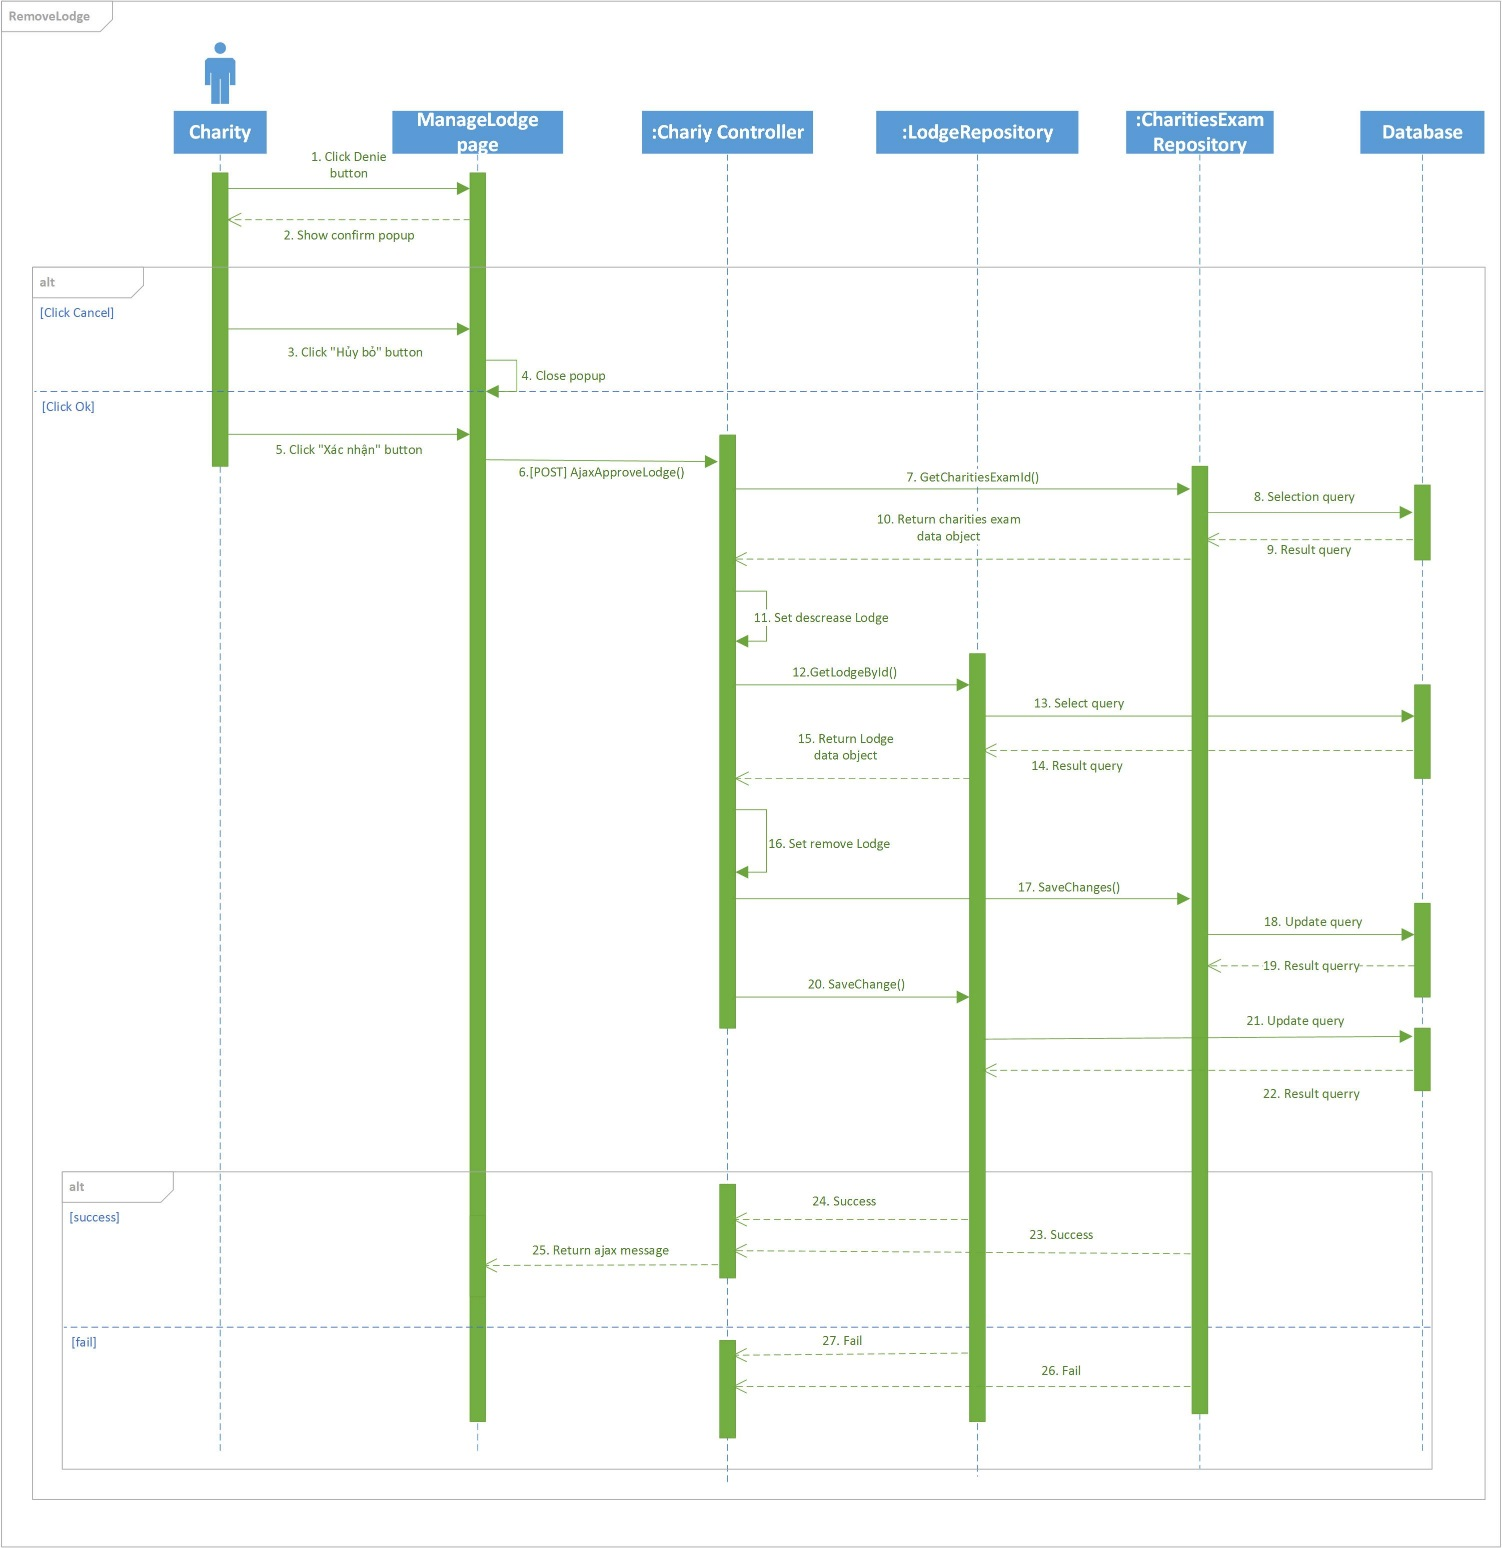 RemoveLodge
Charity
ManageLodge
page
:Chariy Controller
:LodgeRepository
:CharitiesExam
Repository
Database
1. Click Denie
button
2. Show confirm popup
alt
[Click Cancel]
3. Click "Hủy bỏ" button
4. Close popup
[Click Ok]
5. Click "Xác nhận" button
6.[POST] AjaxApproveLodge()
7. GetCharitiesExamId()
8. Selection query
9. Result query
10. Return charities exam
data object
11. Set descrease Lodge
12.GetLodgeById()
13. Select query
14. Result query
15. Return Lodge
data object
16. Set remove Lodge
17. SaveChanges()
18. Update query
19. Result querry
20. SaveChange()
21. Update query
22. Result querry
alt
[success]
24. Success
23. Success
25. Return ajax message
[fail]
27. Fail
26. Fail